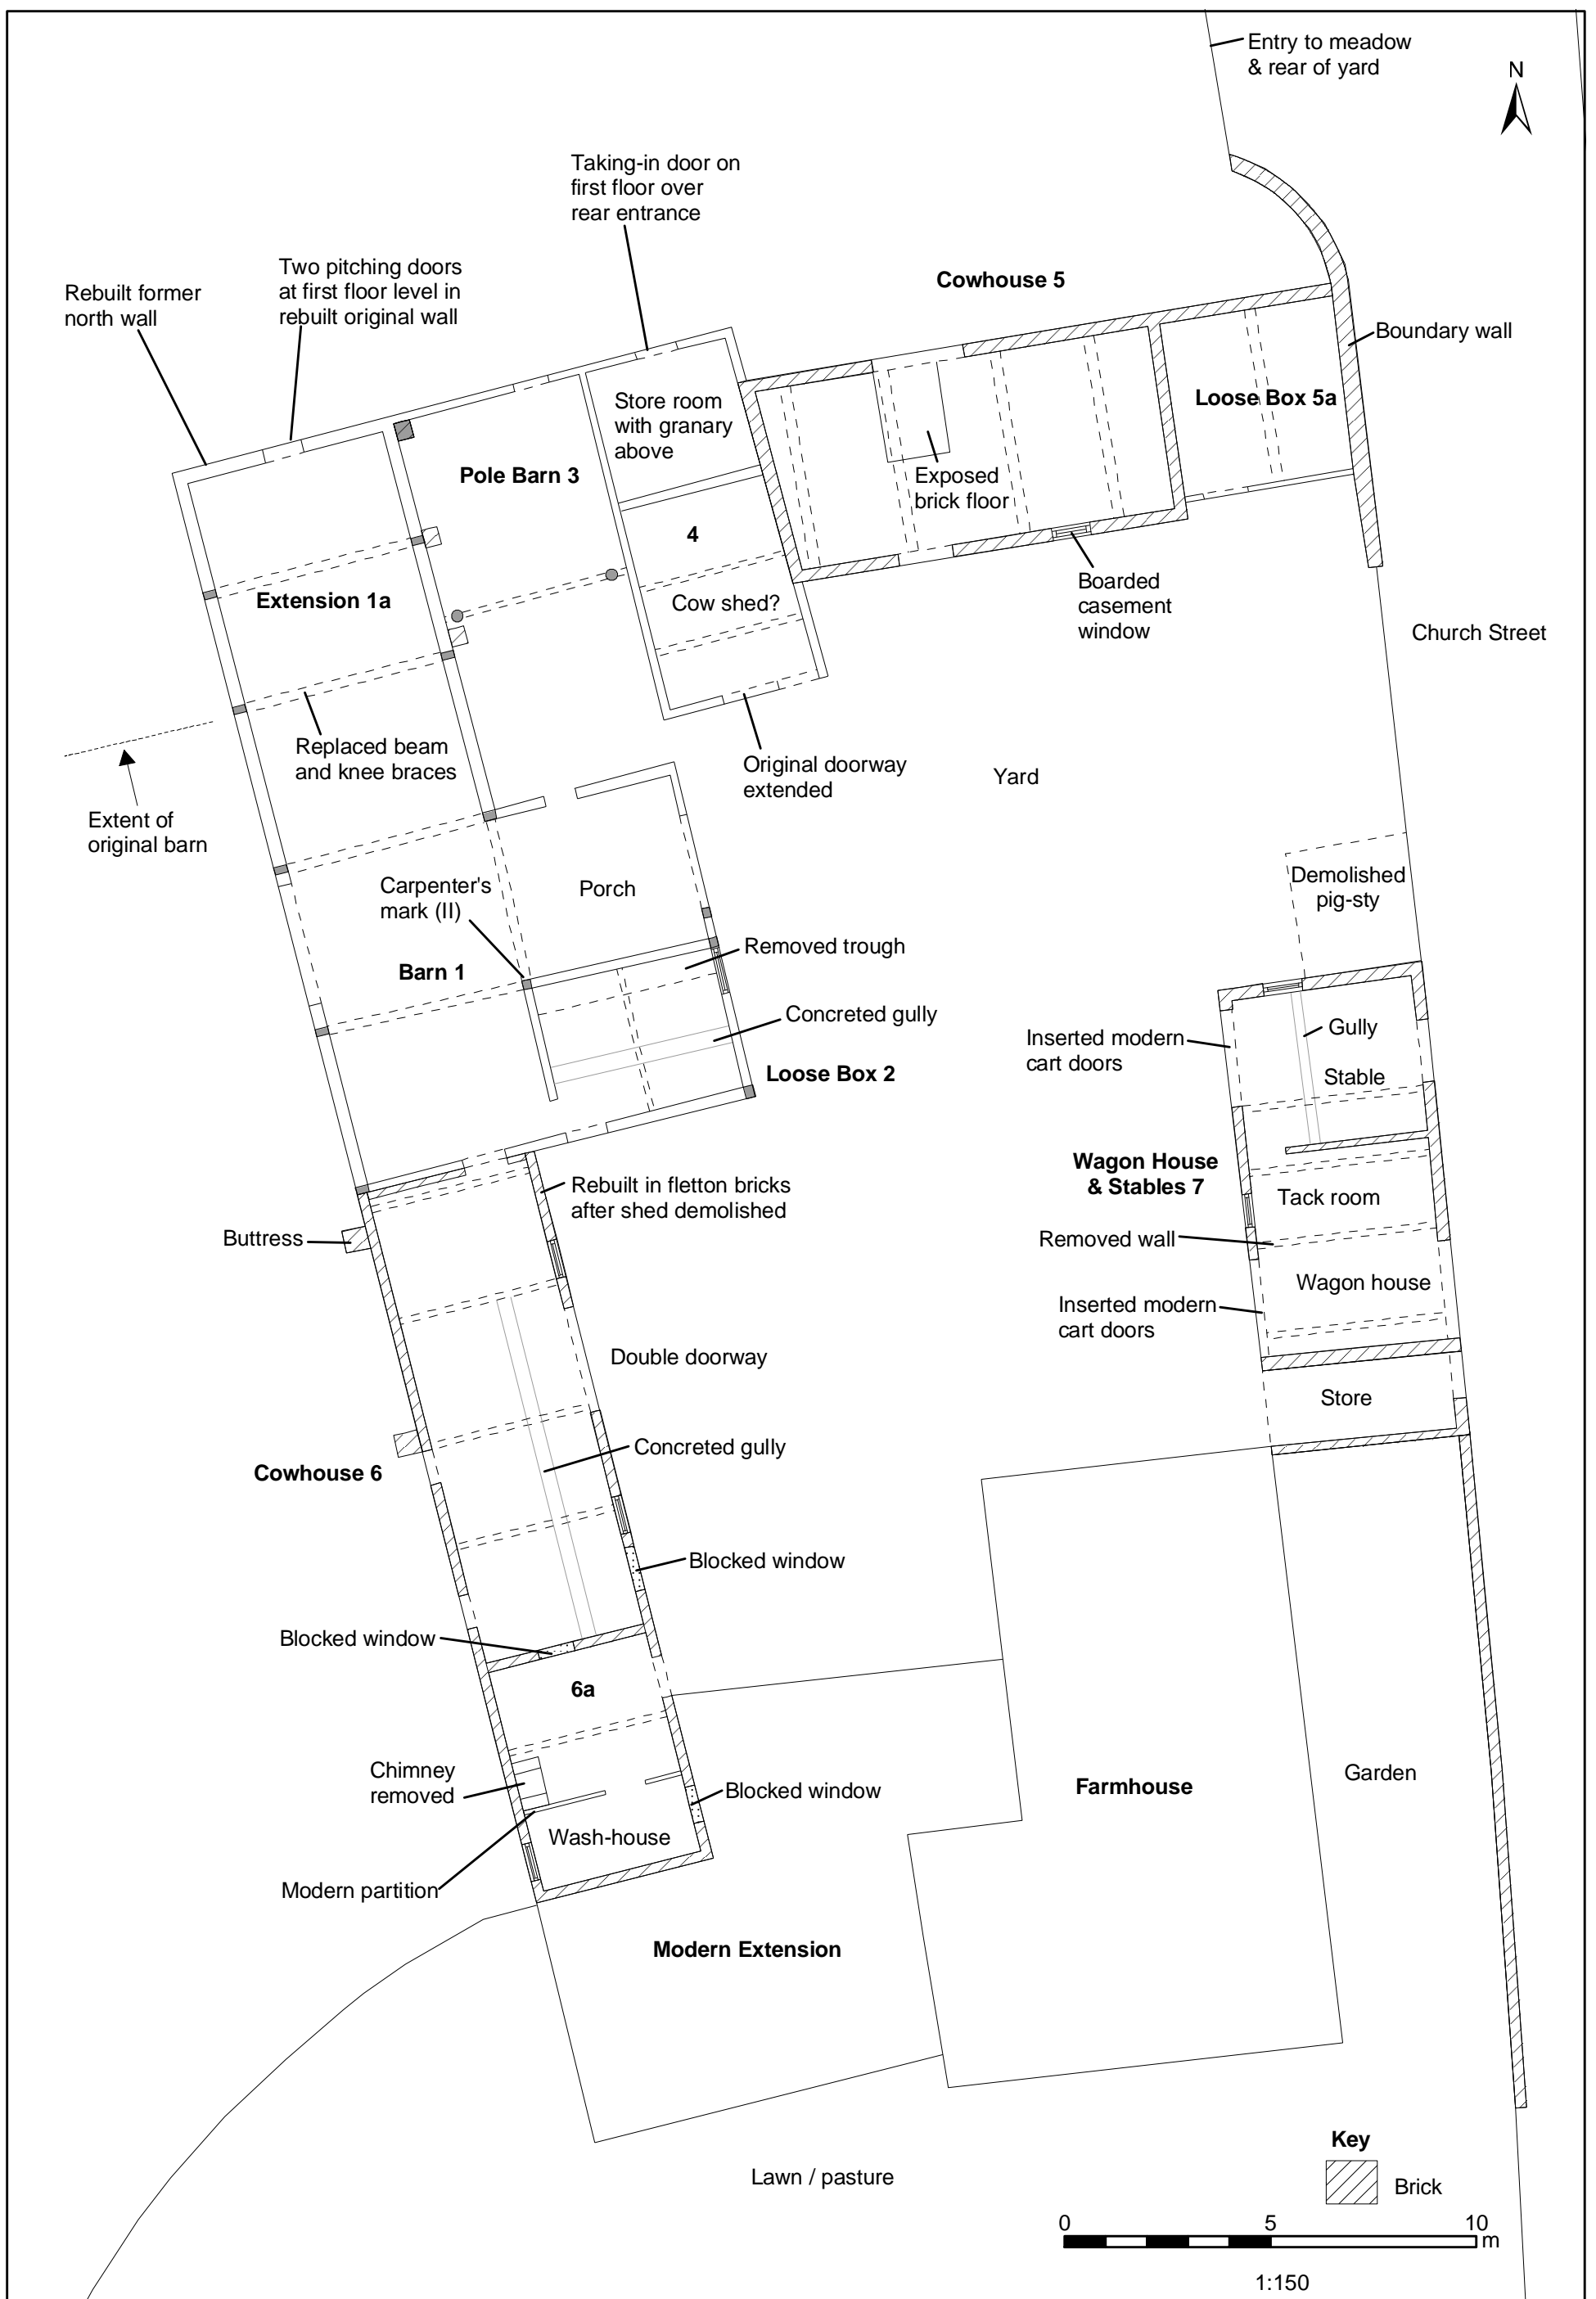 Entry to meadow
& rear of yard
N
Taking-in door on
first floor over
rear entrance
Two pitching doors
at first floor level in
rebuilt original wall
Rebuilt former
north wall
Cowhouse 5
Boundary wall
Loose Box 5a
Store room
with granary
above
Pole Barn 3
Exposed
brick floor
4
Boarded
casement
window
Extension 1a
Cow shed?
Church Street
Replaced beam
and knee braces
Original doorway
extended
Yard
Extent of
original barn
Demolished
pig-sty
Carpenter's
mark (II)
Porch
Removed trough
Barn 1
Concreted gully
Gully
Inserted modern
cart doors
Stable
Loose Box 2
Wagon House
& Stables 7
Rebuilt in fletton bricks
after shed demolished
Tack room
Buttress
Removed wall
Wagon house
Inserted modern
cart doors
Double doorway
Store
Concreted gully
Cowhouse 6
Blocked window
Blocked window
6a
Chimney
removed
Blocked window
Farmhouse
Garden
Wash-house
Modern partition
Modern Extension
Key
Lawn / pasture
Brick
0 5 10
m
1:150